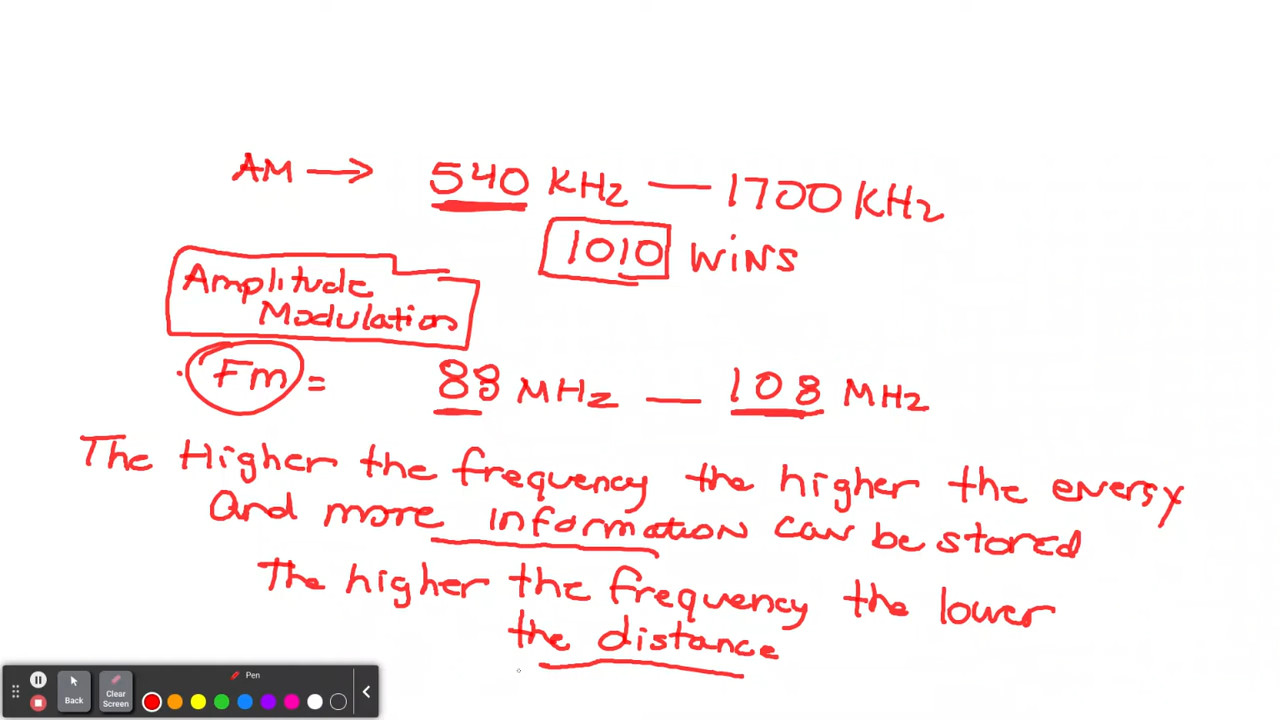 AM → 540 KHz — 1700 KHz
1010 WINS
Amplitude
Modulation
. Fm = 88 MHz — 108 MHz
The Higher the frequency the higher the energy
And more information can be stored
The higher the frequency the lower
the distance
Pen
Back
Clear
Screen